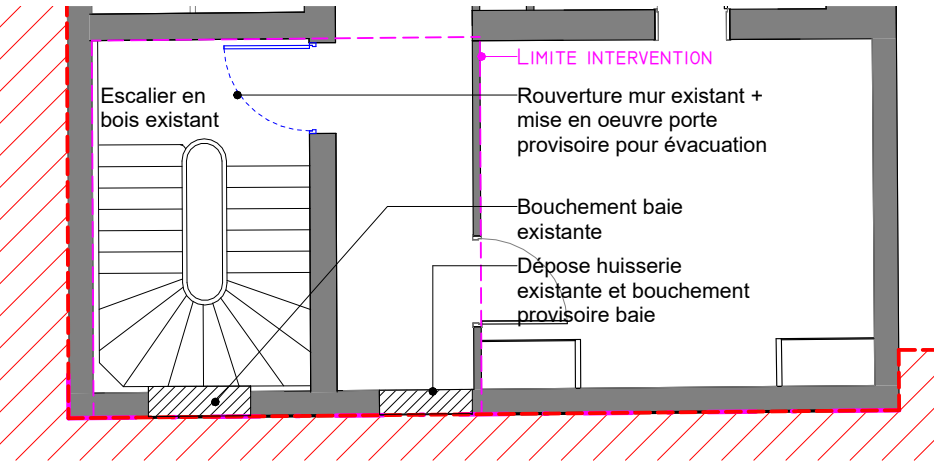 LIMITE INTERVENTION
Escalier en
bois existant
Rouverture mur existant +
mise en oeuvre porte
provisoire pour évacuation
Bouchement baie
existante
Dépose huisserie
existante et bouchement
provisoire baie